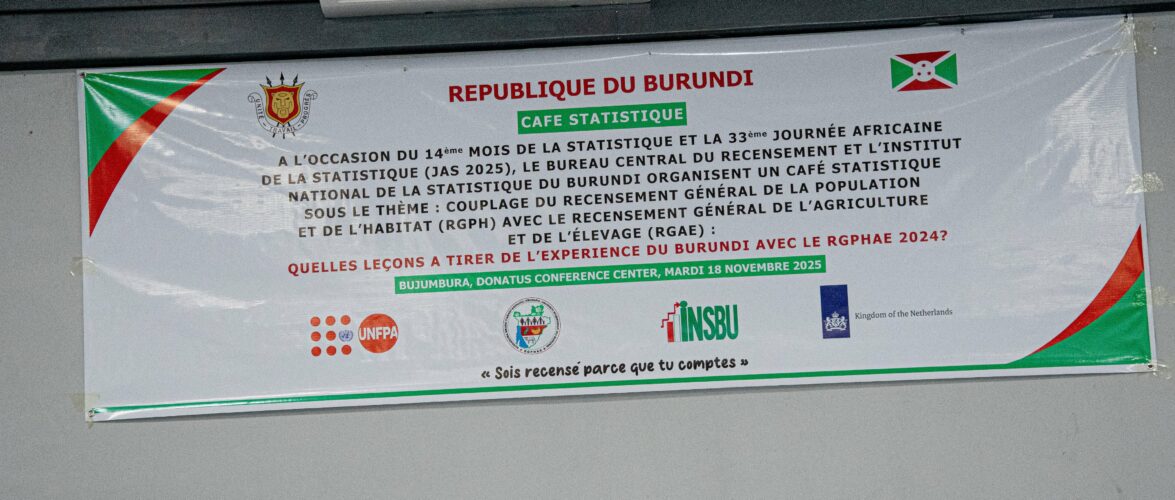 REPUBLIQUE DU BURUNDI
CAFE STATISTIQUE
A L'OCCASION DU 14ème MOIS DE LA STATISTIQUE ET LA 33ème JOURNÉE AFRICAINE
DE LA STATISTIQUE (JAS 2025), LE BUREAU CENTRAL DU RECENSEMENT ET L'INSTITUT
NATIONAL DE LA STATISTIQUE DU BURUNDI ORGANISENT UN CAFÉ STATISTIQUE
SOUS LE THÈME : COUPLAGE DU RECENSEMENT GÉNÉRAL DE LA POPULATION
ET DE L'HABITAT (RGPH) AVEC LE RECENSEMENT GÉNÉRAL DE L'AGRICULTURE
ET DE L'ÉLEVAGE (RGAE) :
QUELLES LEÇONS A TIRER DE L'EXPERIENCE DU BURUNDI AVEC LE RGPHAE 2024?
BUJUMBURA, DONATUS CONFERENCE CENTER, MARDI 18 NOVEMBRE 2025
UNITE TRAVAIL PROGRES
UNFPA
INSBU
Kingdom of the Netherlands
« Sois recensé parce que tu comptes »